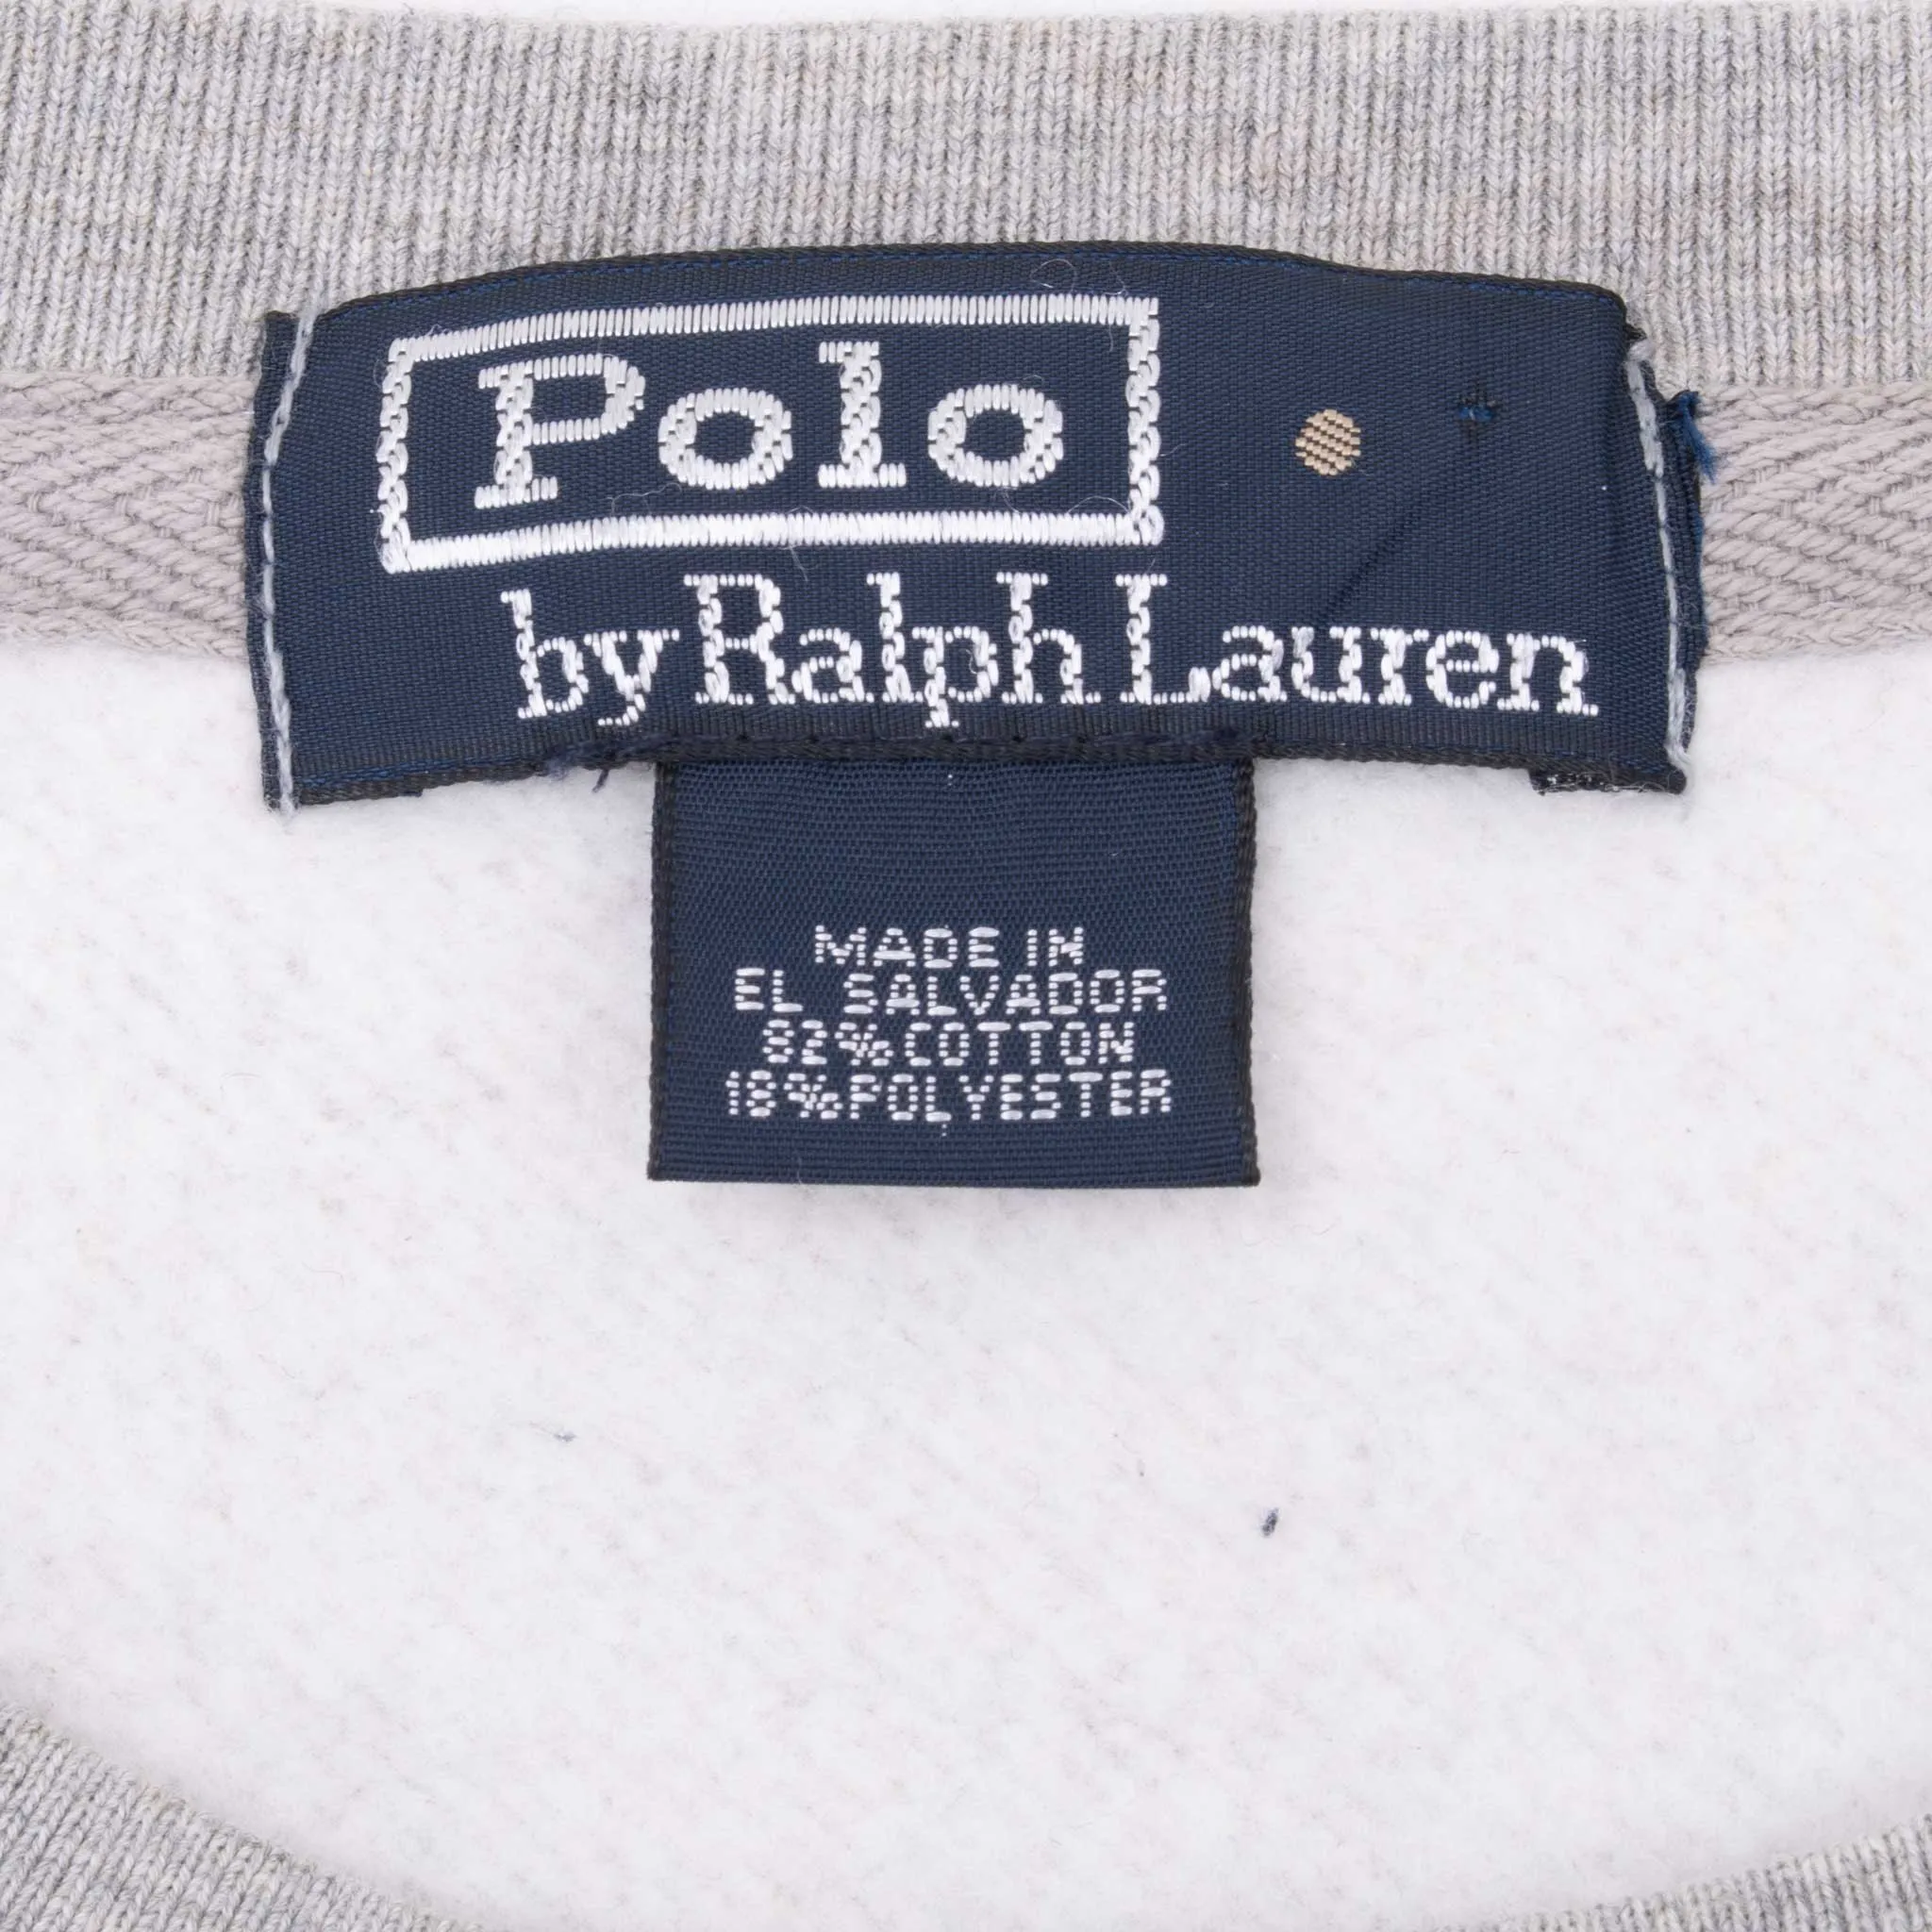 Polo
by Ralph Lauren
MADE IN
EL SALVADOR
82% COTTON
18% POLYESTER